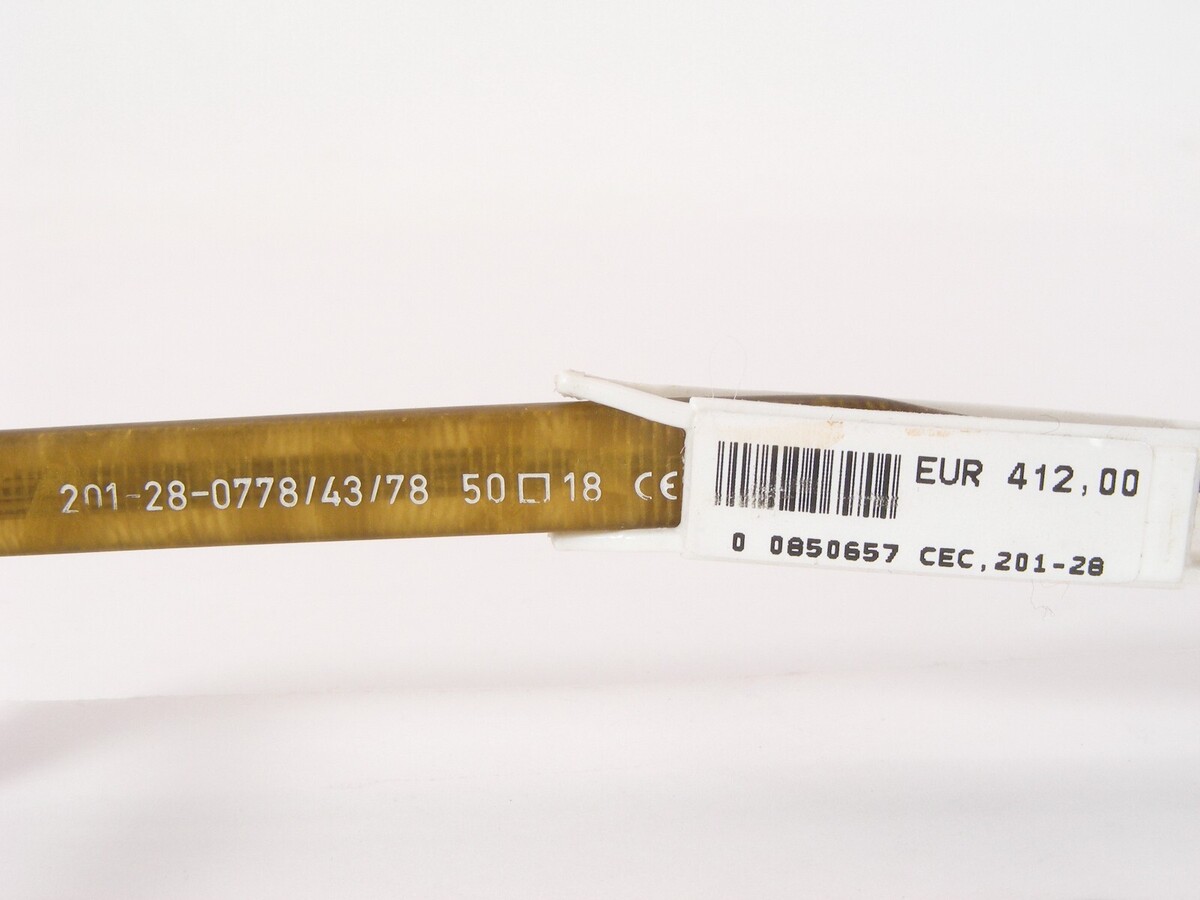 201-28-0778/43/78 50□18 CE
EUR 412,00
0 0850657 CEC,201-28